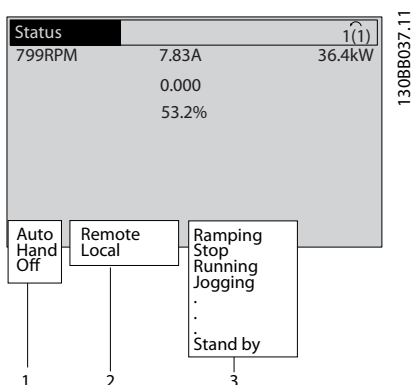 Status 1(1)
799RPM 7.83A 36.4kW
0.000
53.2%
Auto
Hand
Off
Remote
Local
Ramping
Stop
Running
Jogging
.
.
.
Stand by
1 2 3
130BB037.11